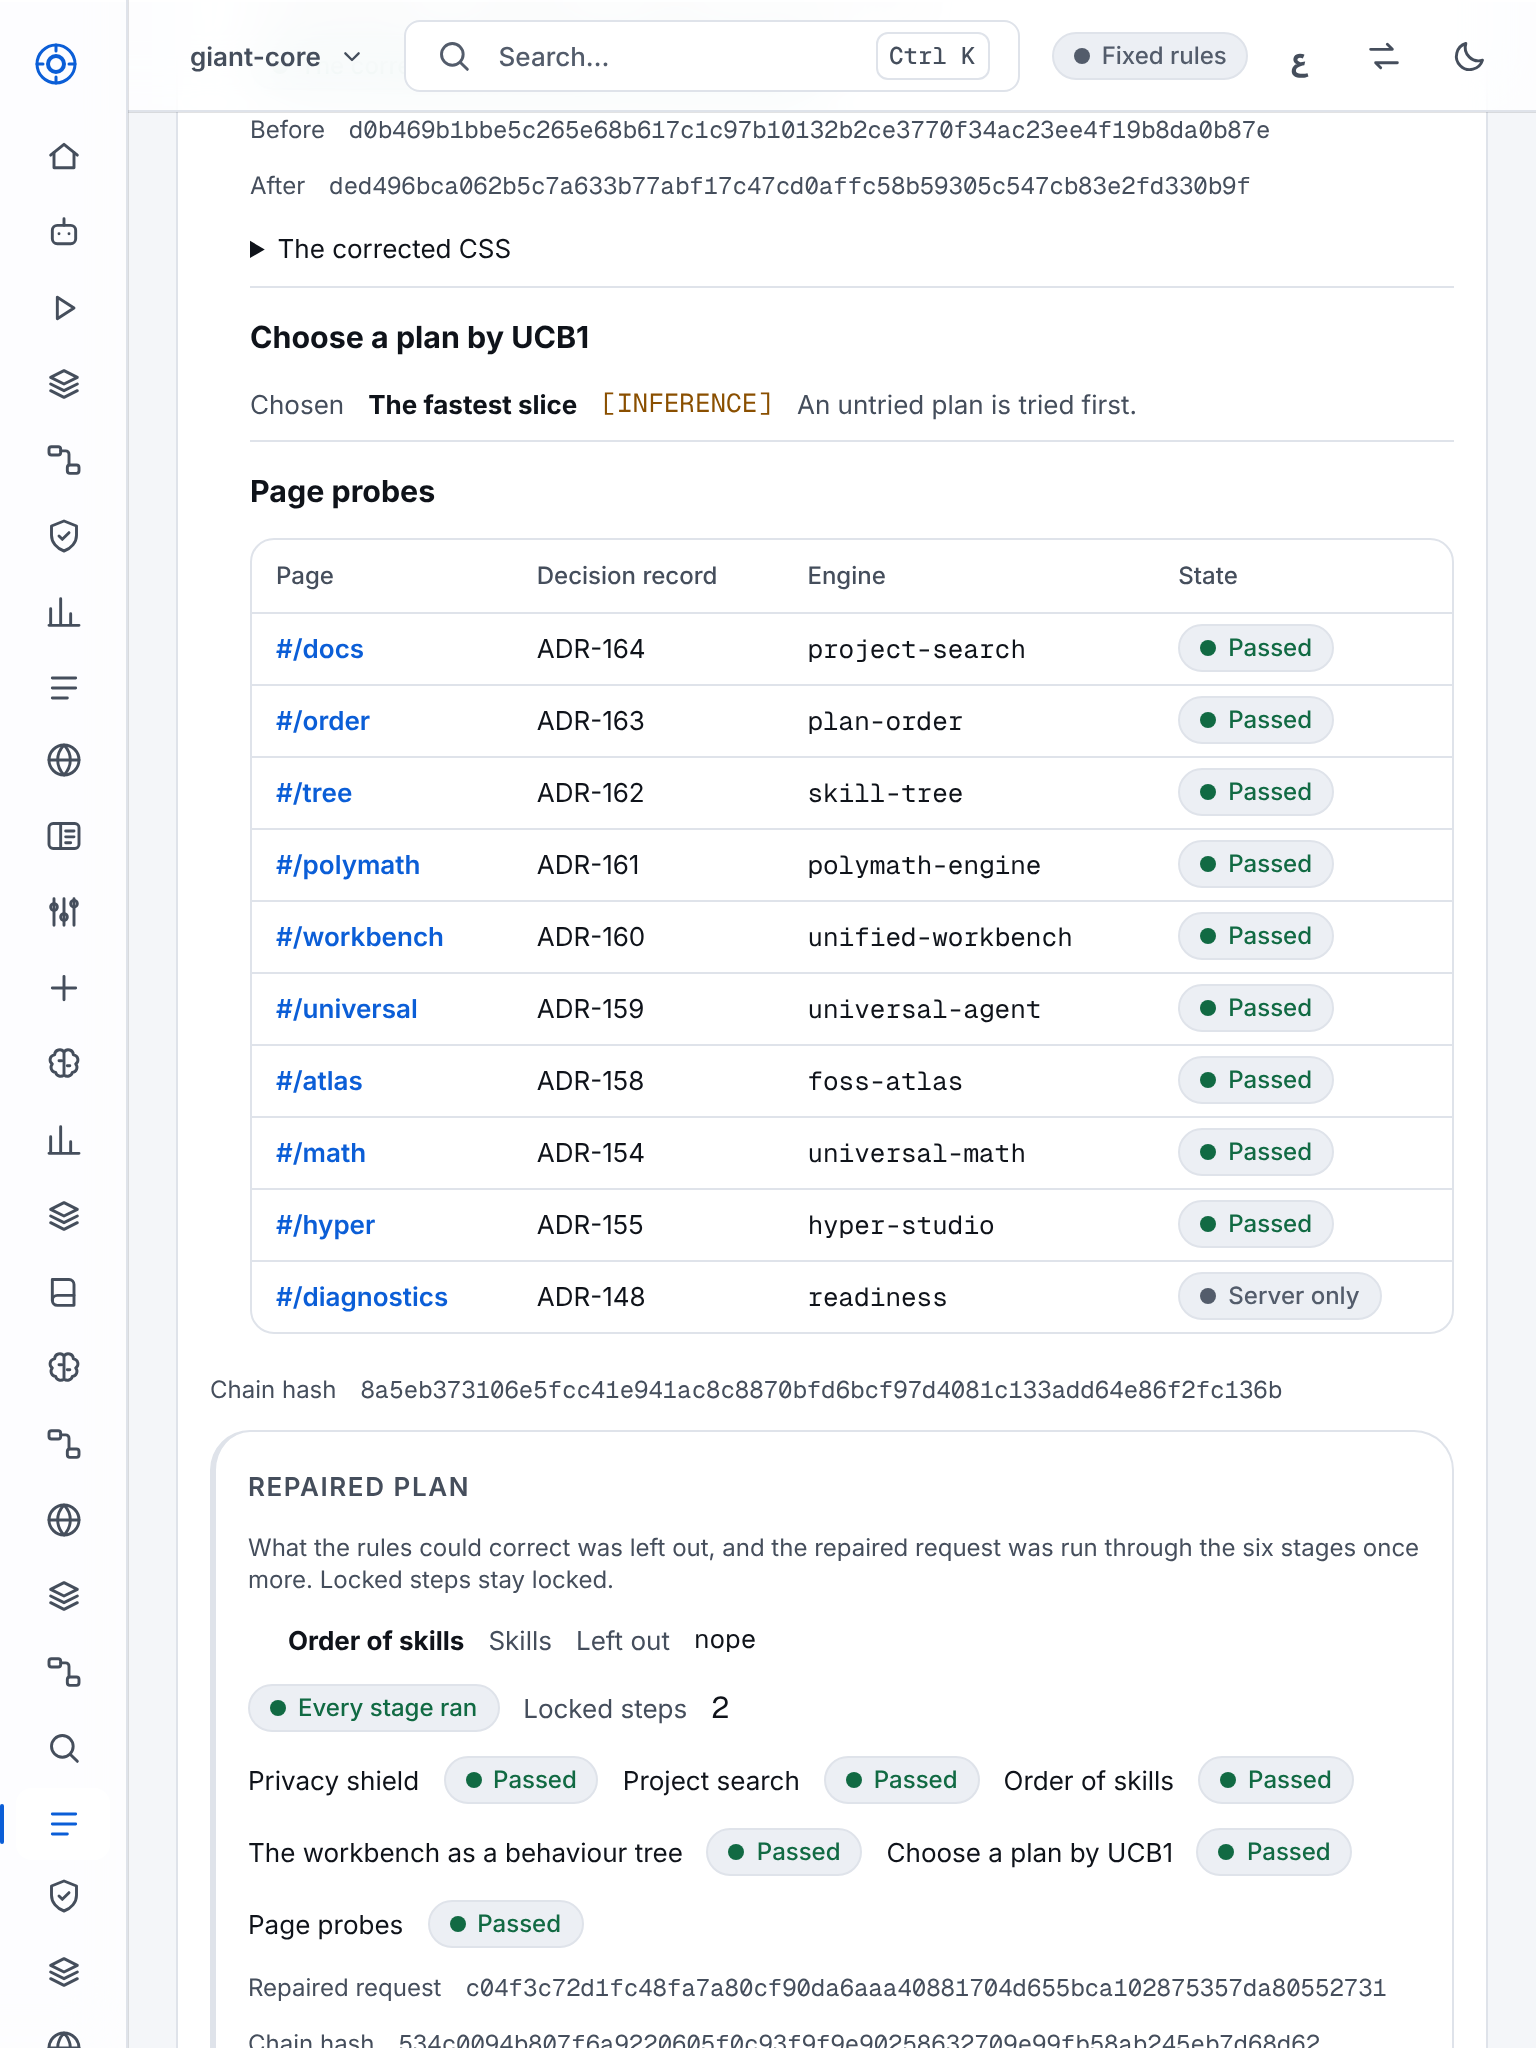 giant-core
Search...
Ctrl K
Fixed rules
ع
Before d0b469b1bbe5c265e68b617c1c97b10132b2ce3770f34ac23ee4f19b8da0b87e
After ded496bca062b5c7a633b77abf17c47cd0affc58b59305c547cb83e2fd330b9f
The corrected CSS
Choose a plan by UCB1
Chosen The fastest slice [INFERENCE] An untried plan is tried first.
Page probes
Page Decision record Engine State
#/docs ADR-164 project-search Passed
#/order ADR-163 plan-order Passed
#/tree ADR-162 skill-tree Passed
#/polymath ADR-161 polymath-engine Passed
#/workbench ADR-160 unified-workbench Passed
#/universal ADR-159 universal-agent Passed
#/atlas ADR-158 foss-atlas Passed
#/math ADR-154 universal-math Passed
#/hyper ADR-155 hyper-studio Passed
#/diagnostics ADR-148 readiness Server only
Chain hash 8a5eb373106e5fcc41e941ac8c8870bfd6bcf97d4081c133add64e86f2fc136b
REPAIRED PLAN
What the rules could correct was left out, and the repaired request was run through the six stages once
more. Locked steps stay locked.
Order of skills Skills Left out nope
Every stage ran Locked steps 2
Privacy shield Passed Project search Passed Order of skills Passed
The workbench as a behaviour tree Passed Choose a plan by UCB1 Passed
Page probes Passed
Repaired request c04f3c72d1fc48fa7a80cf90da6aaa40881704d655bca102875357da80552731
Chain hash 534c0094b807f6a9220605f0c93f9f9e90258632709e99fb58ab245eb7d68d62